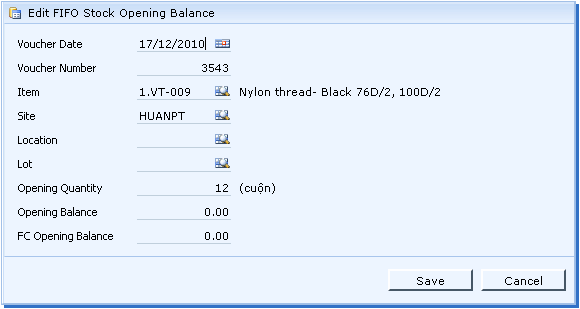 Edit FIFO Stock Opening Balance
Voucher Date 17/12/2010
Voucher Number 3543
Item 1.VT-009 Nylon thread- Black 76D/2, 100D/2
Site HUANPT
Location
Lot
Opening Quantity 12 (cuộn)
Opening Balance 0.00
FC Opening Balance 0.00
Save Cancel